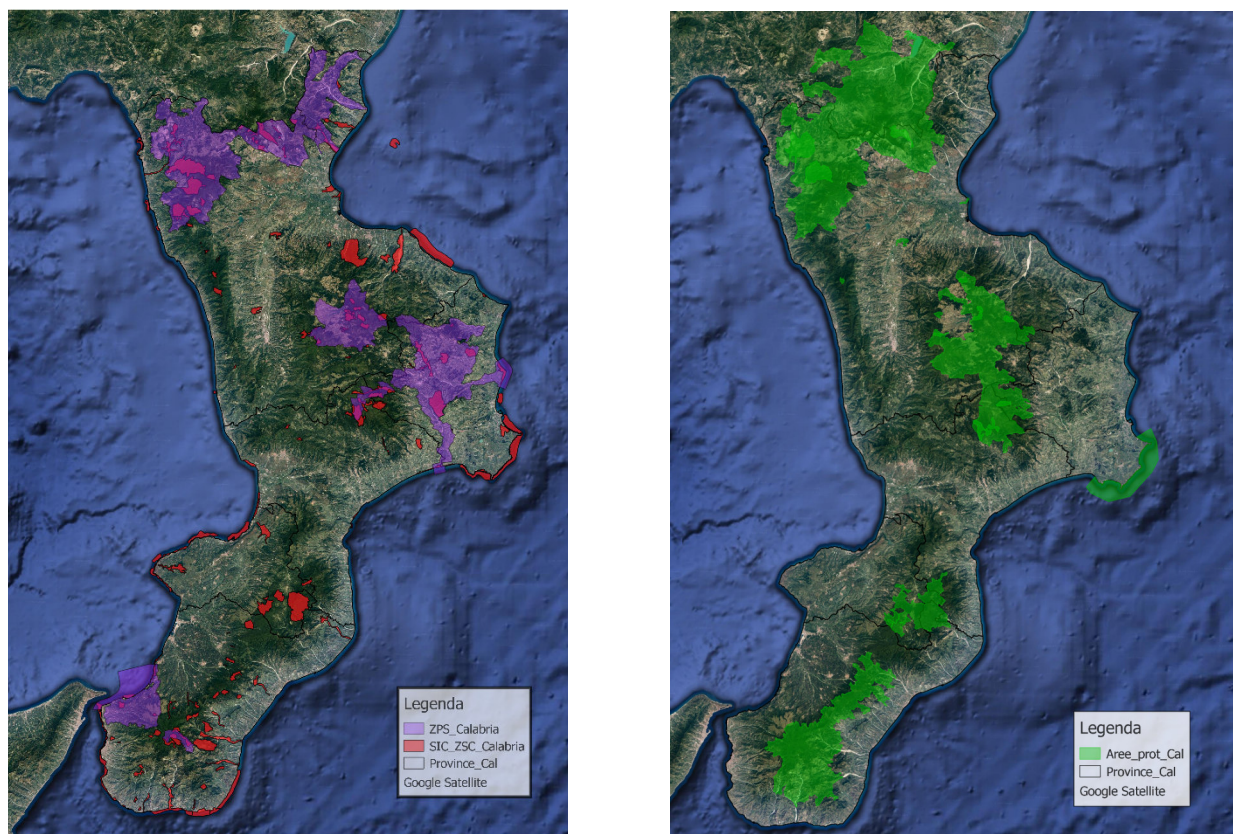 Legenda
ZPS_Calabria
SIC_ZSC_Calabria
Province_Cal
Google Satellite
Legenda
Aree_prot_Cal
Province_Cal
Google Satellite